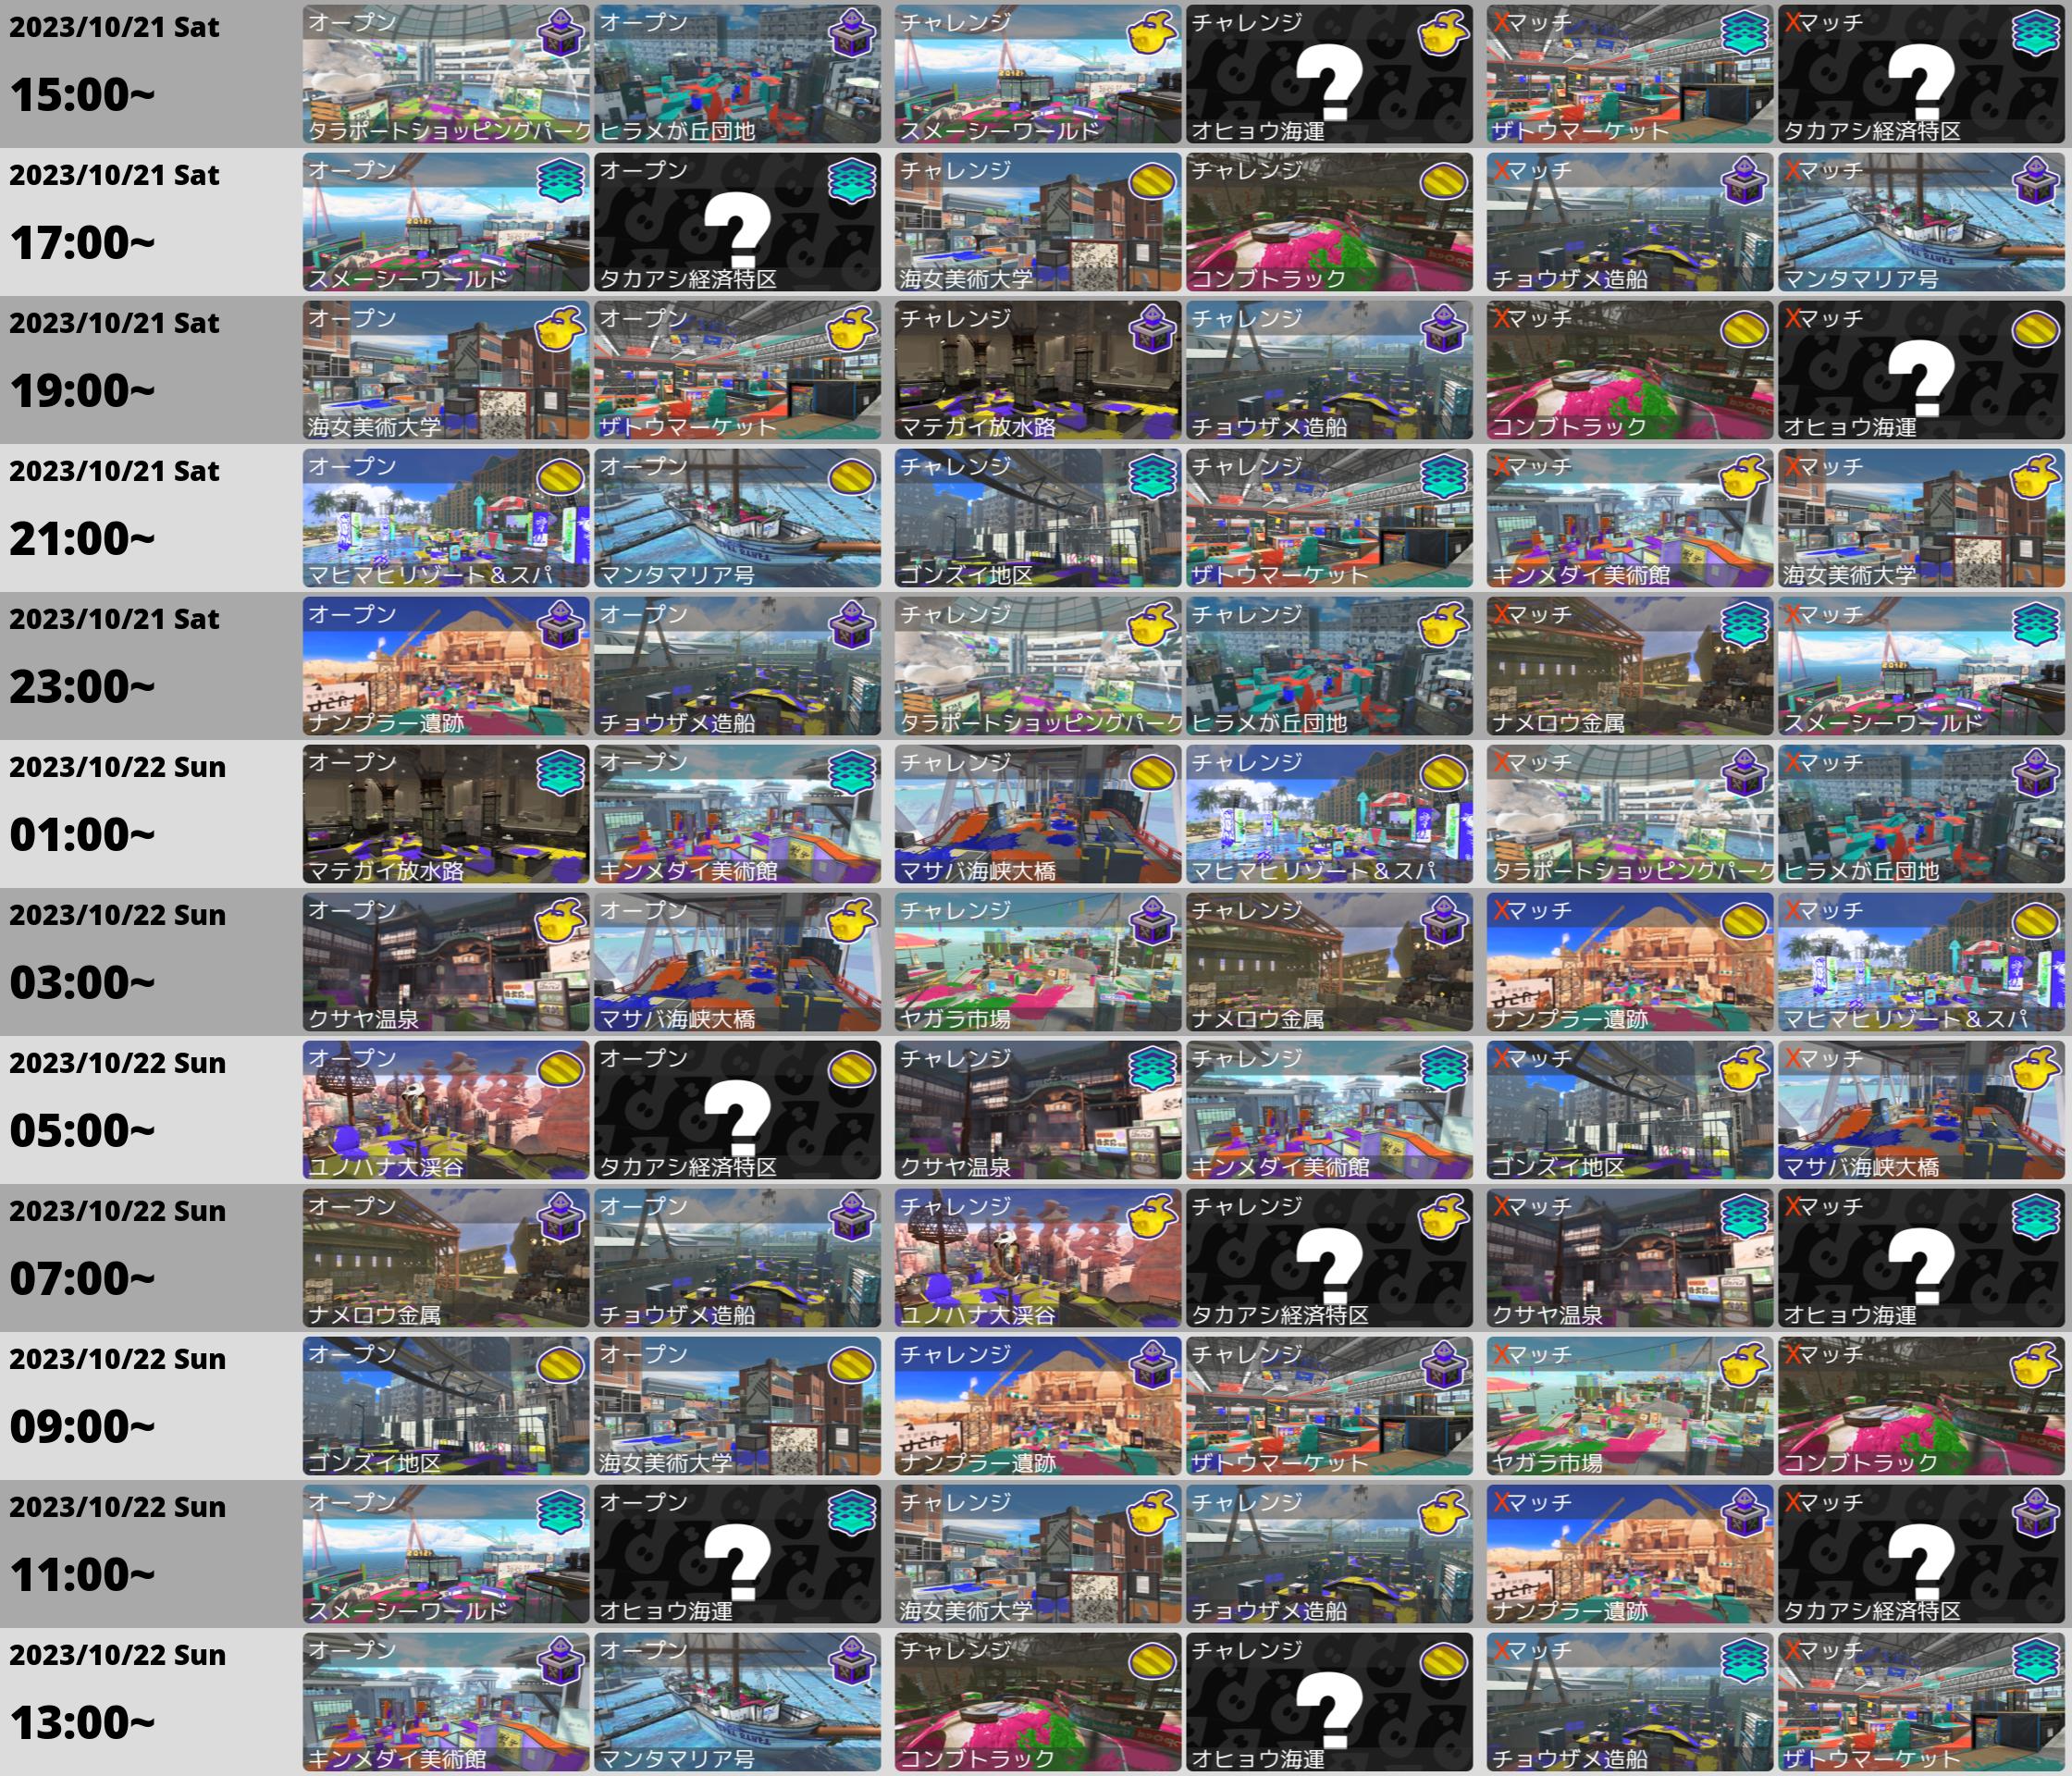 2023/10/21 Sat
15:00~
オープン
タラポートショッピングパーク
オープン
ヒラメが丘団地
チャレンジ
スメーシーワールド
チャレンジ
オヒョウ海運
Xマッチ
ザトウマーケット
Xマッチ
タカアシ経済特区
2023/10/21 Sat
17:00~
オープン
スメーシーワールド
オープン
タカアシ経済特区
チャレンジ
海女美術大学
チャレンジ
コンブトラック
Xマッチ
チョウザメ造船
Xマッチ
マンタマリア号
2023/10/21 Sat
19:00~
オープン
海女美術大学
オープン
ザトウマーケット
チャレンジ
マテガイ放水路
チャレンジ
チョウザメ造船
Xマッチ
コンブトラック
Xマッチ
オヒョウ海運
2023/10/21 Sat
21:00~
オープン
マヒマヒリゾート＆スパ
オープン
マンタマリア号
チャレンジ
ゴンズイ地区
チャレンジ
ザトウマーケット
Xマッチ
キンメダイ美術館
Xマッチ
海女美術大学
2023/10/21 Sat
23:00~
オープン
ナンプラー遺跡
オープン
チョウザメ造船
チャレンジ
タラポートショッピングパーク
チャレンジ
ヒラメが丘団地
Xマッチ
ナメロウ金属
Xマッチ
スメーシーワールド
2023/10/22 Sun
01:00~
オープン
マテガイ放水路
オープン
キンメダイ美術館
チャレンジ
マサバ海峡大橋
チャレンジ
マヒマヒリゾート＆スパ
Xマッチ
タラポートショッピングパーク
Xマッチ
ヒラメが丘団地
2023/10/22 Sun
03:00~
オープン
クサヤ温泉
オープン
マサバ海峡大橋
チャレンジ
ヤガラ市場
チャレンジ
ナメロウ金属
Xマッチ
ナンプラー遺跡
Xマッチ
マヒマヒリゾート＆スパ
2023/10/22 Sun
05:00~
オープン
ユノハナ大渓谷
オープン
タカアシ経済特区
チャレンジ
クサヤ温泉
チャレンジ
キンメダイ美術館
Xマッチ
ゴンズイ地区
Xマッチ
マサバ海峡大橋
2023/10/22 Sun
07:00~
オープン
ナメロウ金属
オープン
チョウザメ造船
チャレンジ
ユノハナ大渓谷
チャレンジ
タカアシ経済特区
Xマッチ
クサヤ温泉
Xマッチ
オヒョウ海運
2023/10/22 Sun
09:00~
オープン
ゴンズイ地区
オープン
海女美術大学
チャレンジ
ナンプラー遺跡
チャレンジ
ザトウマーケット
Xマッチ
ヤガラ市場
Xマッチ
コンブトラック
2023/10/22 Sun
11:00~
オープン
スメーシーワールド
オープン
オヒョウ海運
チャレンジ
海女美術大学
チャレンジ
チョウザメ造船
Xマッチ
ナンプラー遺跡
Xマッチ
タカアシ経済特区
2023/10/22 Sun
13:00~
オープン
キンメダイ美術館
オープン
マンタマリア号
チャレンジ
コンブトラック
チャレンジ
オヒョウ海運
Xマッチ
チョウザメ造船
Xマッチ
ザトウマーケット